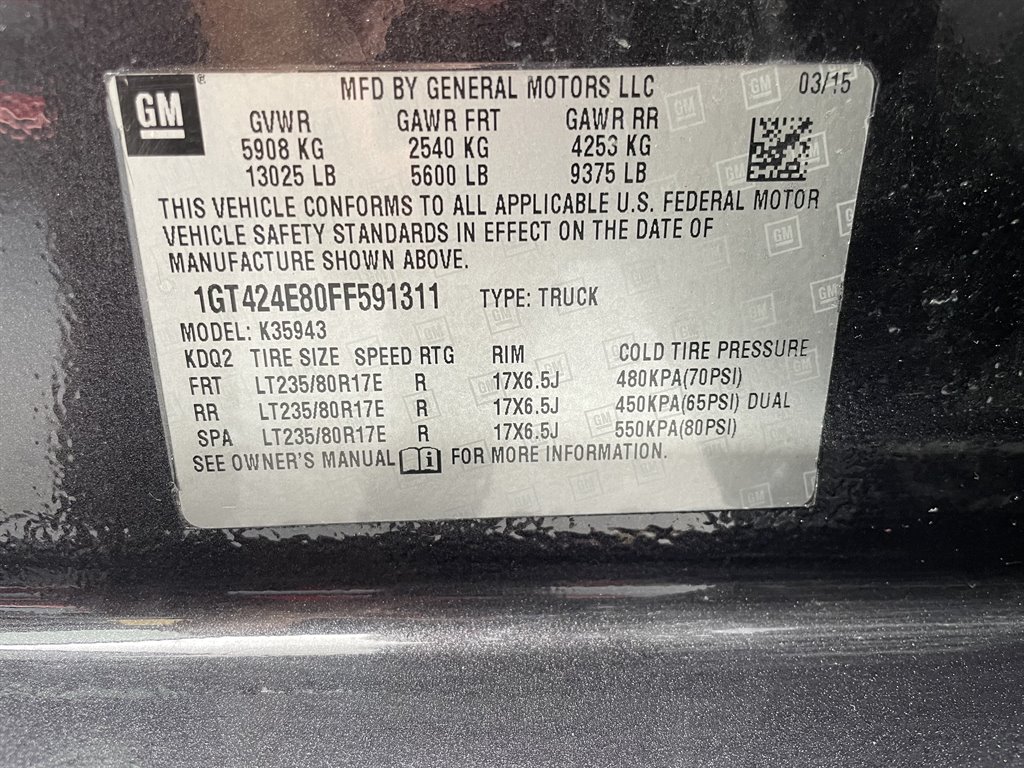 GM ®
MFD BY GENERAL MOTORS LLC 03/15
GVWR GAWR FRT GAWR RR
5908 KG 2540 KG 4253 KG
13025 LB 5600 LB 9375 LB
THIS VEHICLE CONFORMS TO ALL APPLICABLE U.S. FEDERAL MOTOR
VEHICLE SAFETY STANDARDS IN EFFECT ON THE DATE OF
MANUFACTURE SHOWN ABOVE.
1GT424E80FF591311 TYPE: TRUCK
MODEL: K35943
KDQ2 TIRE SIZE SPEED RTG RIM COLD TIRE PRESSURE
FRT LT235/80R17E R 17X6.5J 480KPA(70PSI)
RR LT235/80R17E R 17X6.5J 450KPA(65PSI) DUAL
SPA LT235/80R17E R 17X6.5J 550KPA(80PSI)
SEE OWNER'S MANUAL i FOR MORE INFORMATION.